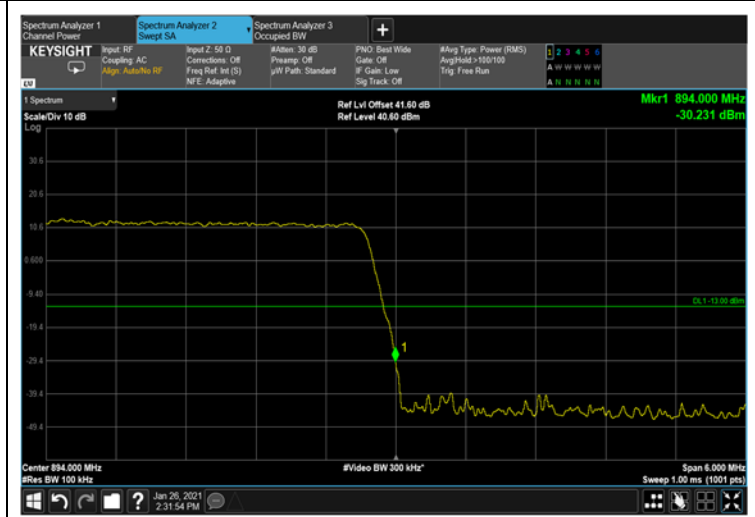 Spectrum Analyzer 1
Channel Power
Spectrum Analyzer 2
Swept SA
Spectrum Analyzer 3
Occupied BW
+
KEYSIGHT
Input: RF
Coupling: AC
Align: Auto/No RF
Input Z: 50 Ω
Corrections: Off
Freq Ref: Int (S)
NFE: Adaptive
#Atten: 30 dB
Preamp: Off
µW Path: Standard
PNO: Best Wide
Gate: Off
IF Gain: Low
Sig Track: Off
#Avg Type: Power (RMS)
Avg|Hold:>100/100
Trig: Free Run
1 2 3 4 5 6
A W W W W W
A N N N N N
LXI
1 Spectrum
Scale/Div 10 dB
Log
Ref Lvl Offset 41.60 dB
Ref Level 40.60 dBm
Mkr1 894.000 MHz
-30.231 dBm
30.6
20.6
10.6
0.600
-9.40
DL1 -13.00 dBm
-19.4
1
-29.4
-39.4
-49.4
Center 894.000 MHz
#Res BW 100 kHz
#Video BW 300 kHz*
Span 6.000 MHz
Sweep 1.00 ms (1001 pts)
?
Jan 26, 2021
2:31:54 PM